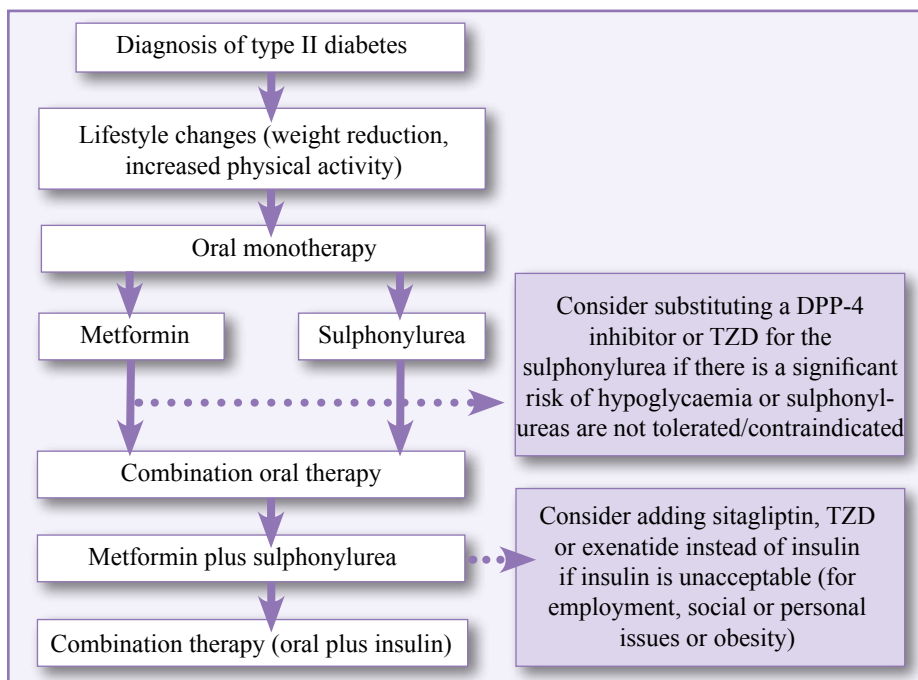 Diagnosis of type II diabetes
Lifestyle changes (weight reduction,
increased physical activity)
Oral monotherapy
Metformin
Sulphonylurea
Consider substituting a DPP-4
inhibitor or TZD for the
sulphonylurea if there is a significant
risk of hypoglycaemia or sulphonyl-
ureas are not tolerated/contraindicated
Combination oral therapy
Metformin plus sulphonylurea
Consider adding sitagliptin, TZD
or exenatide instead of insulin
if insulin is unacceptable (for
employment, social or personal
issues or obesity)
Combination therapy (oral plus insulin)